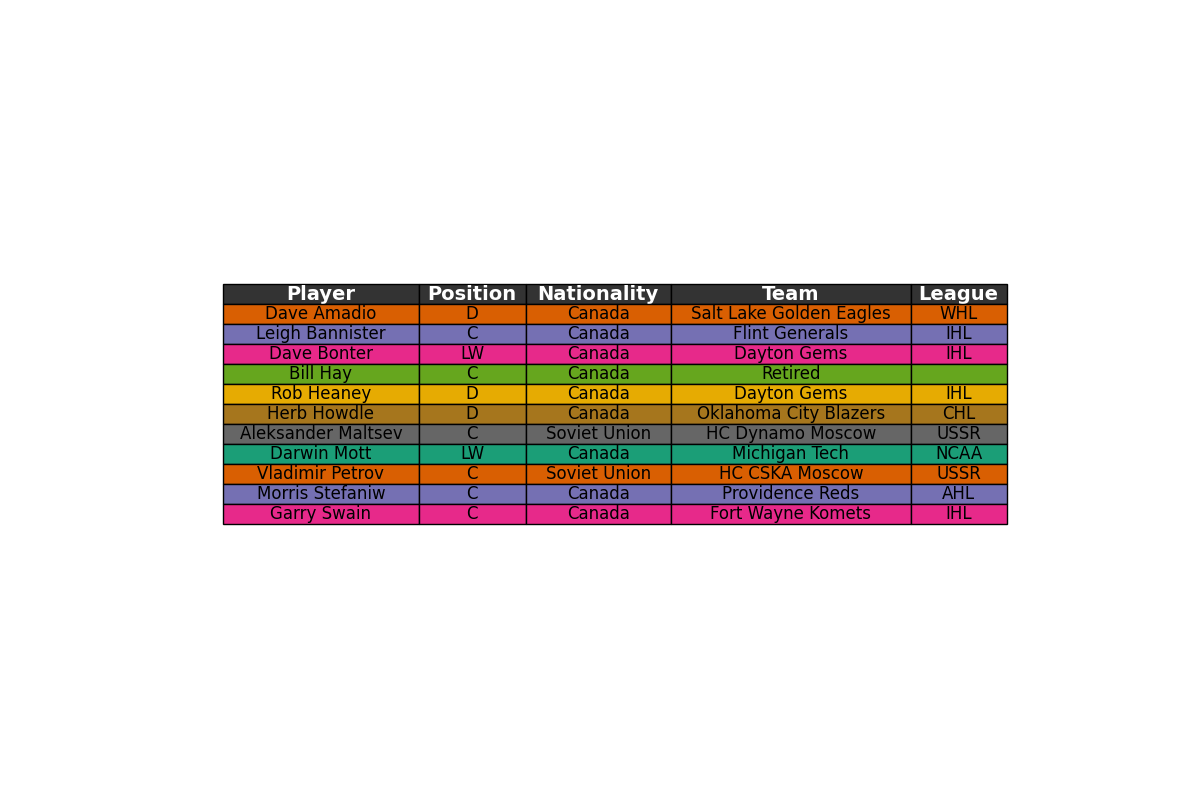 Player Position Nationality Team League
Dave Amadio D Canada Salt Lake Golden Eagles WHL
Leigh Bannister C Canada Flint Generals IHL
Dave Bonter LW Canada Dayton Gems IHL
Bill Hay C Canada Retired
Rob Heaney D Canada Dayton Gems IHL
Herb Howdle D Canada Oklahoma City Blazers CHL
Aleksander Maltsev C Soviet Union HC Dynamo Moscow USSR
Darwin Mott LW Canada Michigan Tech NCAA
Vladimir Petrov C Soviet Union HC CSKA Moscow USSR
Morris Stefaniw C Canada Providence Reds AHL
Garry Swain C Canada Fort Wayne Komets IHL